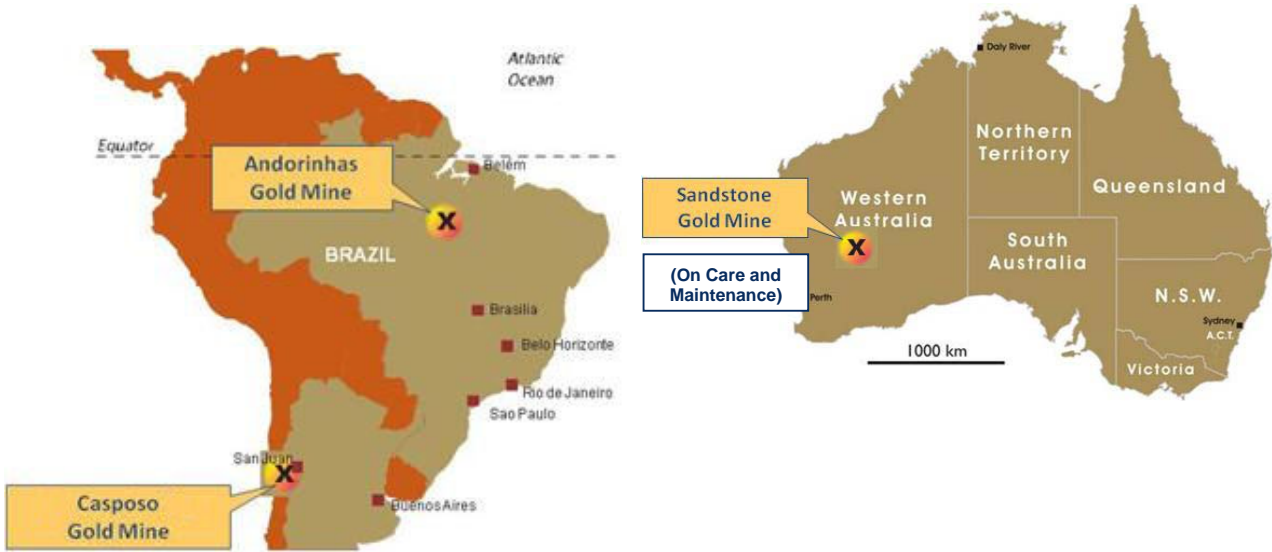 Atlantic
Ocean
Equator
Andorinhas
Gold Mine
Belém
BRAZIL
Brasilia
Belo Horizonte
Rio de Janeiro
Sao Paulo
San Juan
Buenos Aires
Casposo
Gold Mine
Daly River
Northern
Territory
Queensland
Sandstone
Gold Mine
Western
Australia
South
Australia
(On Care and
Maintenance)
Perth
N.S.W.
Sydney
A.C.T.
Victoria
1000 km